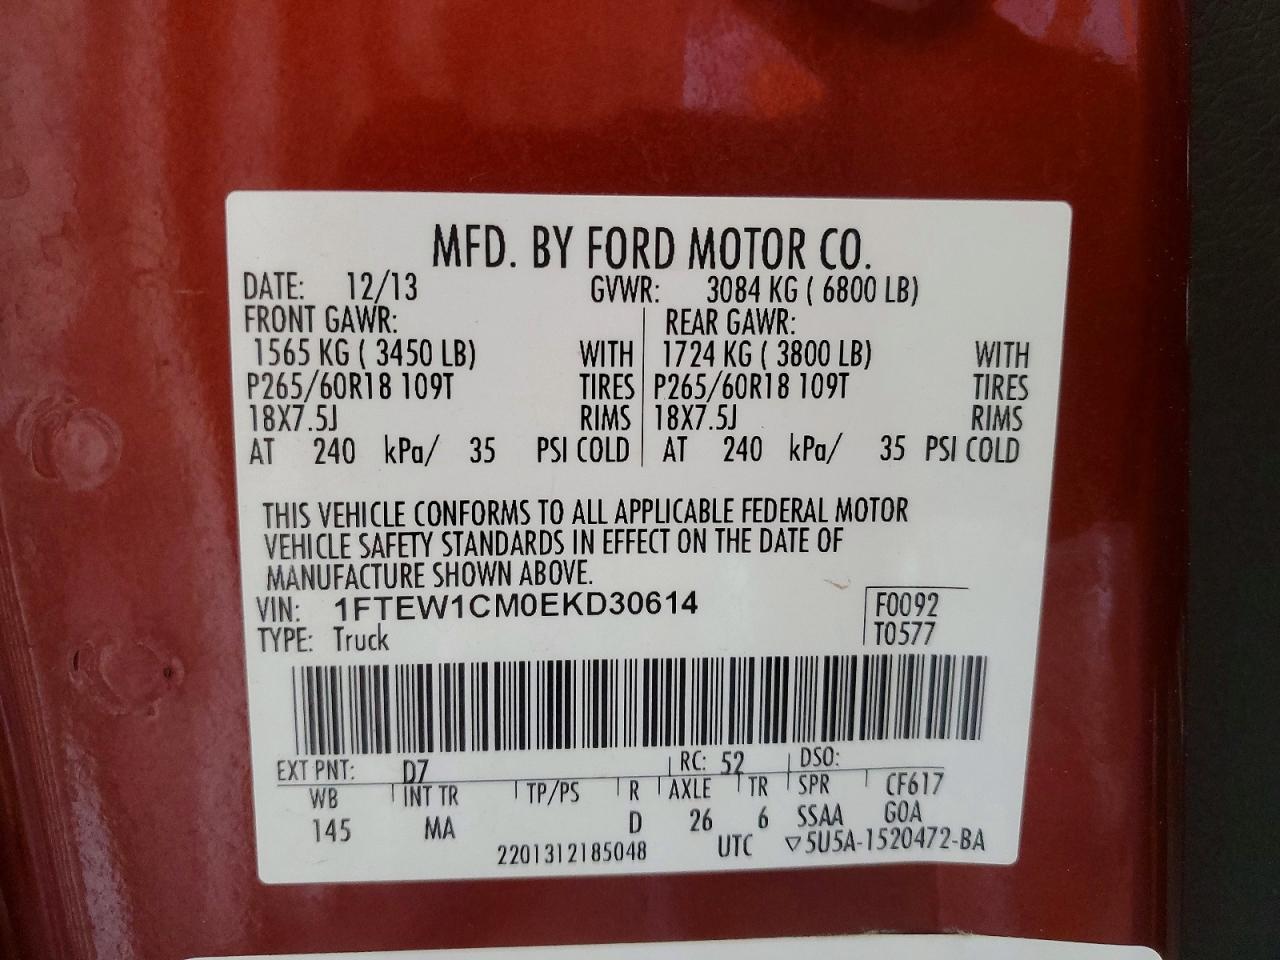 MFD. BY FORD MOTOR CO.
DATE: 12/13 GVWR: 3084 KG ( 6800 LB)
FRONT GAWR: REAR GAWR:
1565 KG ( 3450 LB) WITH 1724 KG ( 3800 LB) WITH
P265/60R18 109T TIRES P265/60R18 109T TIRES
18X7.5J RIMS 18X7.5J RIMS
AT 240 kPa/ 35 PSI COLD AT 240 kPa/ 35 PSI COLD
THIS VEHICLE CONFORMS TO ALL APPLICABLE FEDERAL MOTOR
VEHICLE SAFETY STANDARDS IN EFFECT ON THE DATE OF
MANUFACTURE SHOWN ABOVE.
VIN: 1FTEW1CM0EKD30614 F0092
TYPE: Truck T0577
EXT PNT: D7 RC: 52 DSO:
WB INT TR TP/PS R AXLE TR SPR CF617
145 MA D 26 6 SSAA GOA
2201312185048 UTC ▽5U5A-1520472-BA